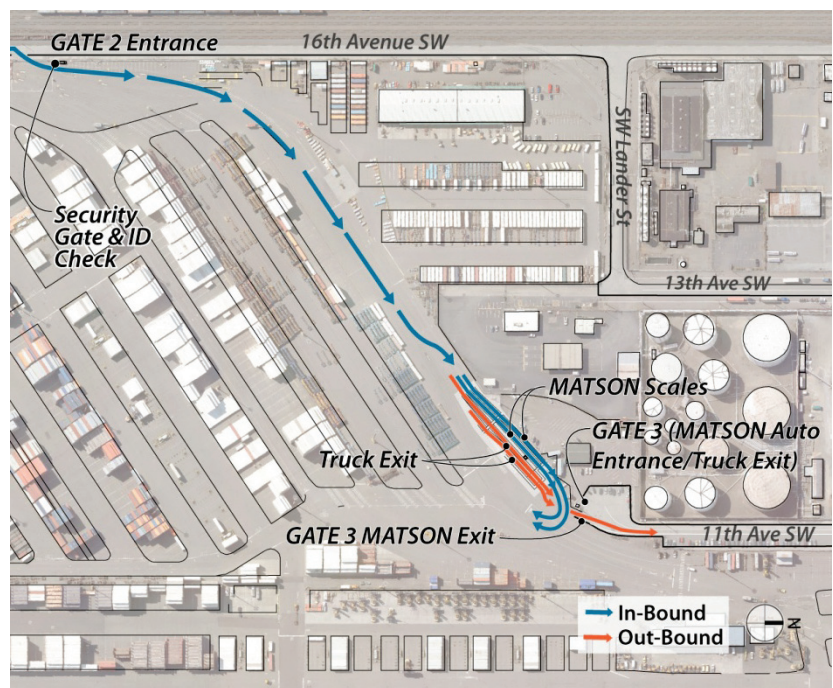 GATE 2 Entrance
16th Avenue SW
SW Lander St
Security
Gate & ID
Check
13th Ave SW
MATSON Scales
GATE 3 (MATSON Auto
Entrance/Truck Exit)
Truck Exit
GATE 3 MATSON Exit
11th Ave SW
In-Bound
Out-Bound
N